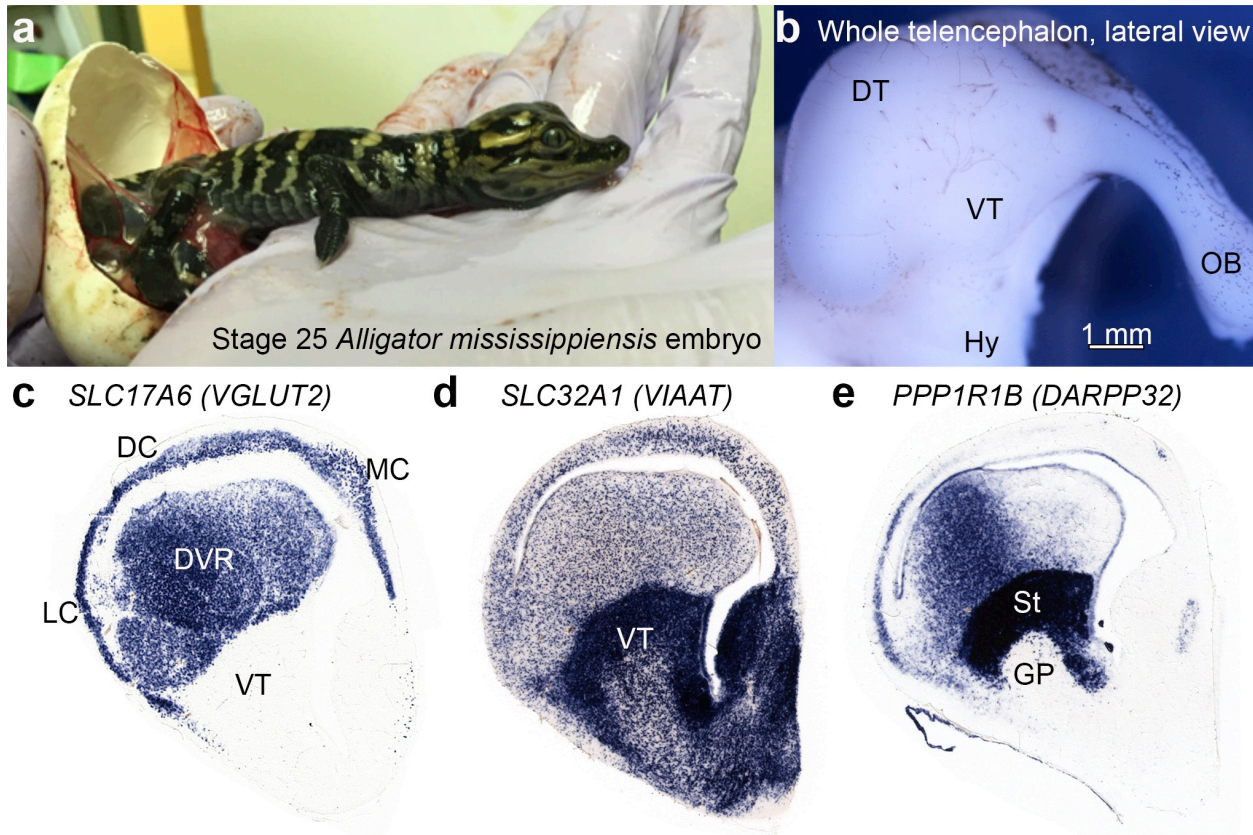 a
Stage 25 Alligator mississippiensis embryo
b Whole telencephalon, lateral view
DT
VT
OB
Hy
1 mm
c SLC17A6 (VGLUT2)
DC
MC
DVR
LC
VT
d SLC32A1 (VIAAT)
VT
e PPP1R1B (DARPP32)
St
GP